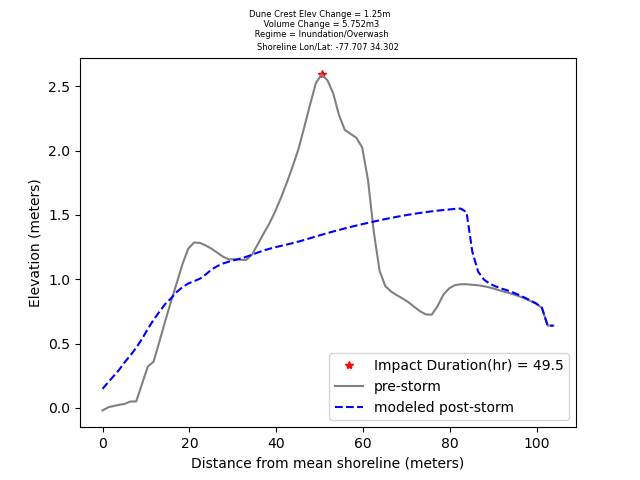 Dune Crest Elev Change = 1.25m
Volume Change = 5.752m3
Regime = Inundation/Overwash
Shoreline Lon/Lat: -77.707 34.302
2.5
2.0
1.5
1.0
0.5
0.0
Elevation (meters)
Impact Duration(hr) = 49.5
pre-storm
modeled post-storm
0 20 40 60 80 100
Distance from mean shoreline (meters)